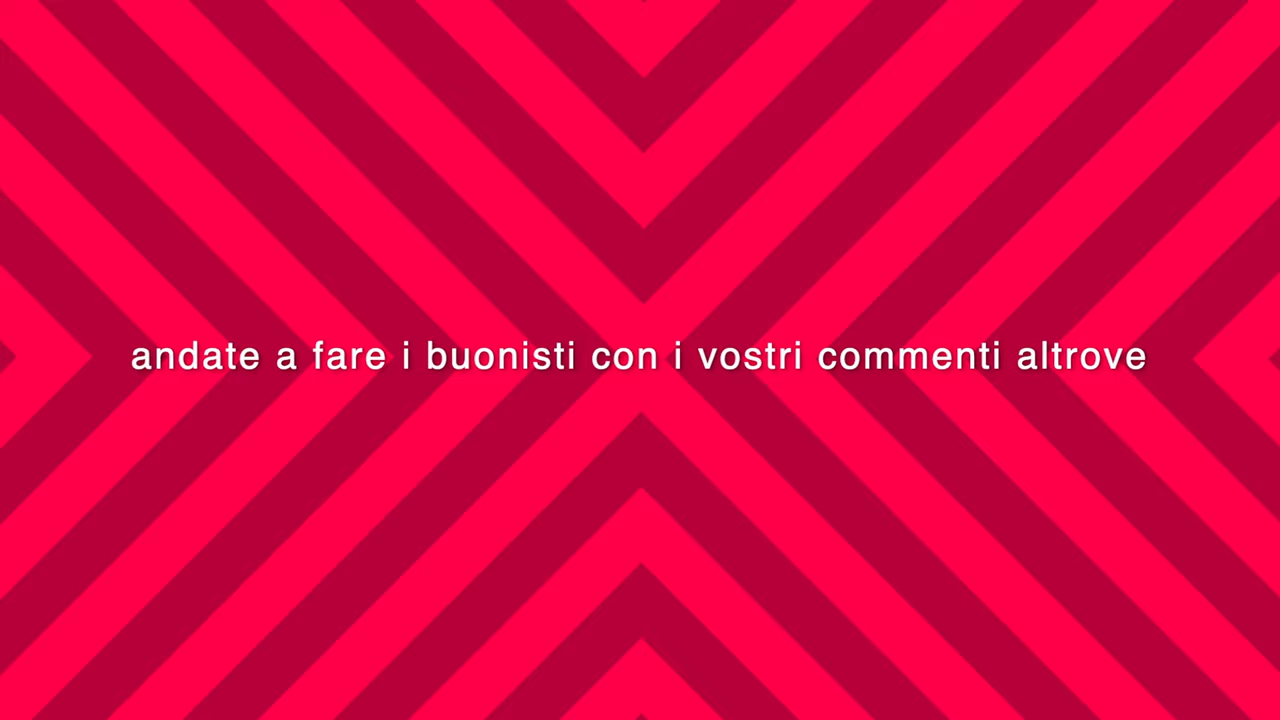 andate a fare i buonisti con i vostri commenti altrove